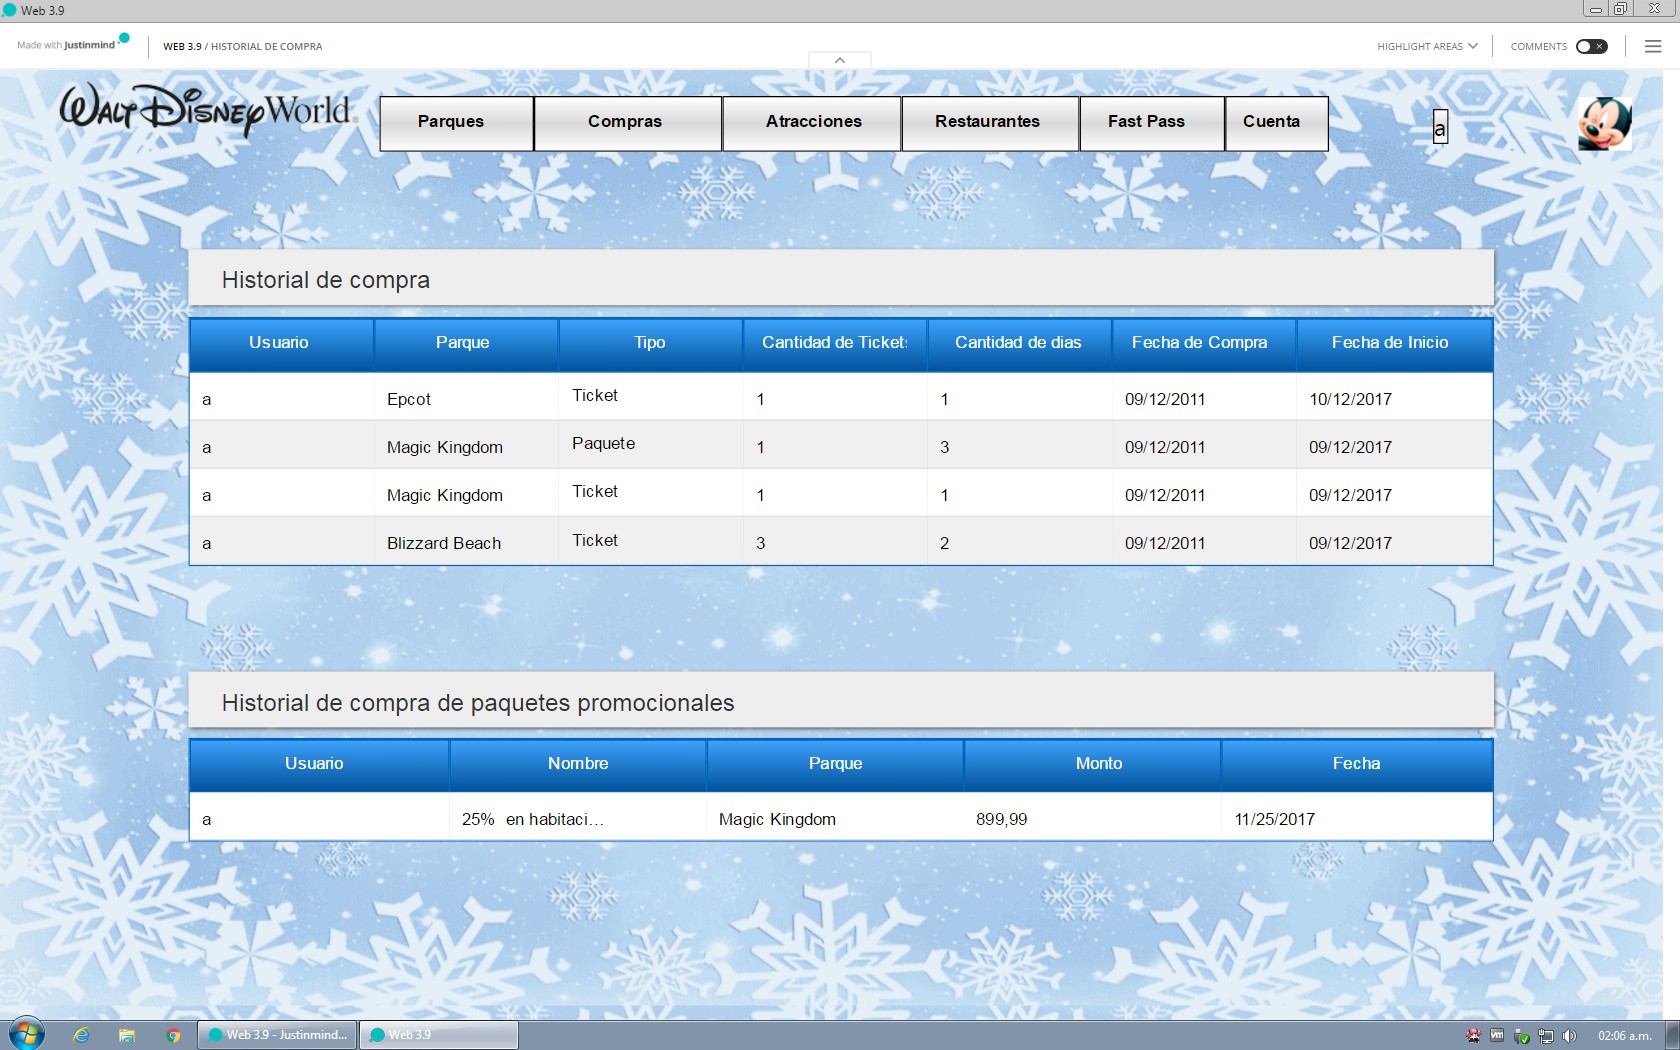 Web 3.9
Made with Justinmind
WEB 3.9 / HISTORIAL DE COMPRA
HIGHLIGHT AREAS
COMMENTS
WALT DISNEY World
Parques
Compras
Atracciones
Restaurantes
Fast Pass
Cuenta
a
Historial de compra
Usuario Parque Tipo Cantidad de Ticket Cantidad de dias Fecha de Compra Fecha de Inicio
a Epcot Ticket 1 1 09/12/2011 10/12/2017
a Magic Kingdom Paquete 1 3 09/12/2011 09/12/2017
a Magic Kingdom Ticket 1 1 09/12/2011 09/12/2017
a Blizzard Beach Ticket 3 2 09/12/2011 09/12/2017
Historial de compra de paquetes promocionales
Usuario Nombre Parque Monto Fecha
a 25% en habitaci... Magic Kingdom 899,99 11/25/2017
Web 3.9 - Justinmind...
Web 3.9
vm
02:06 a.m.